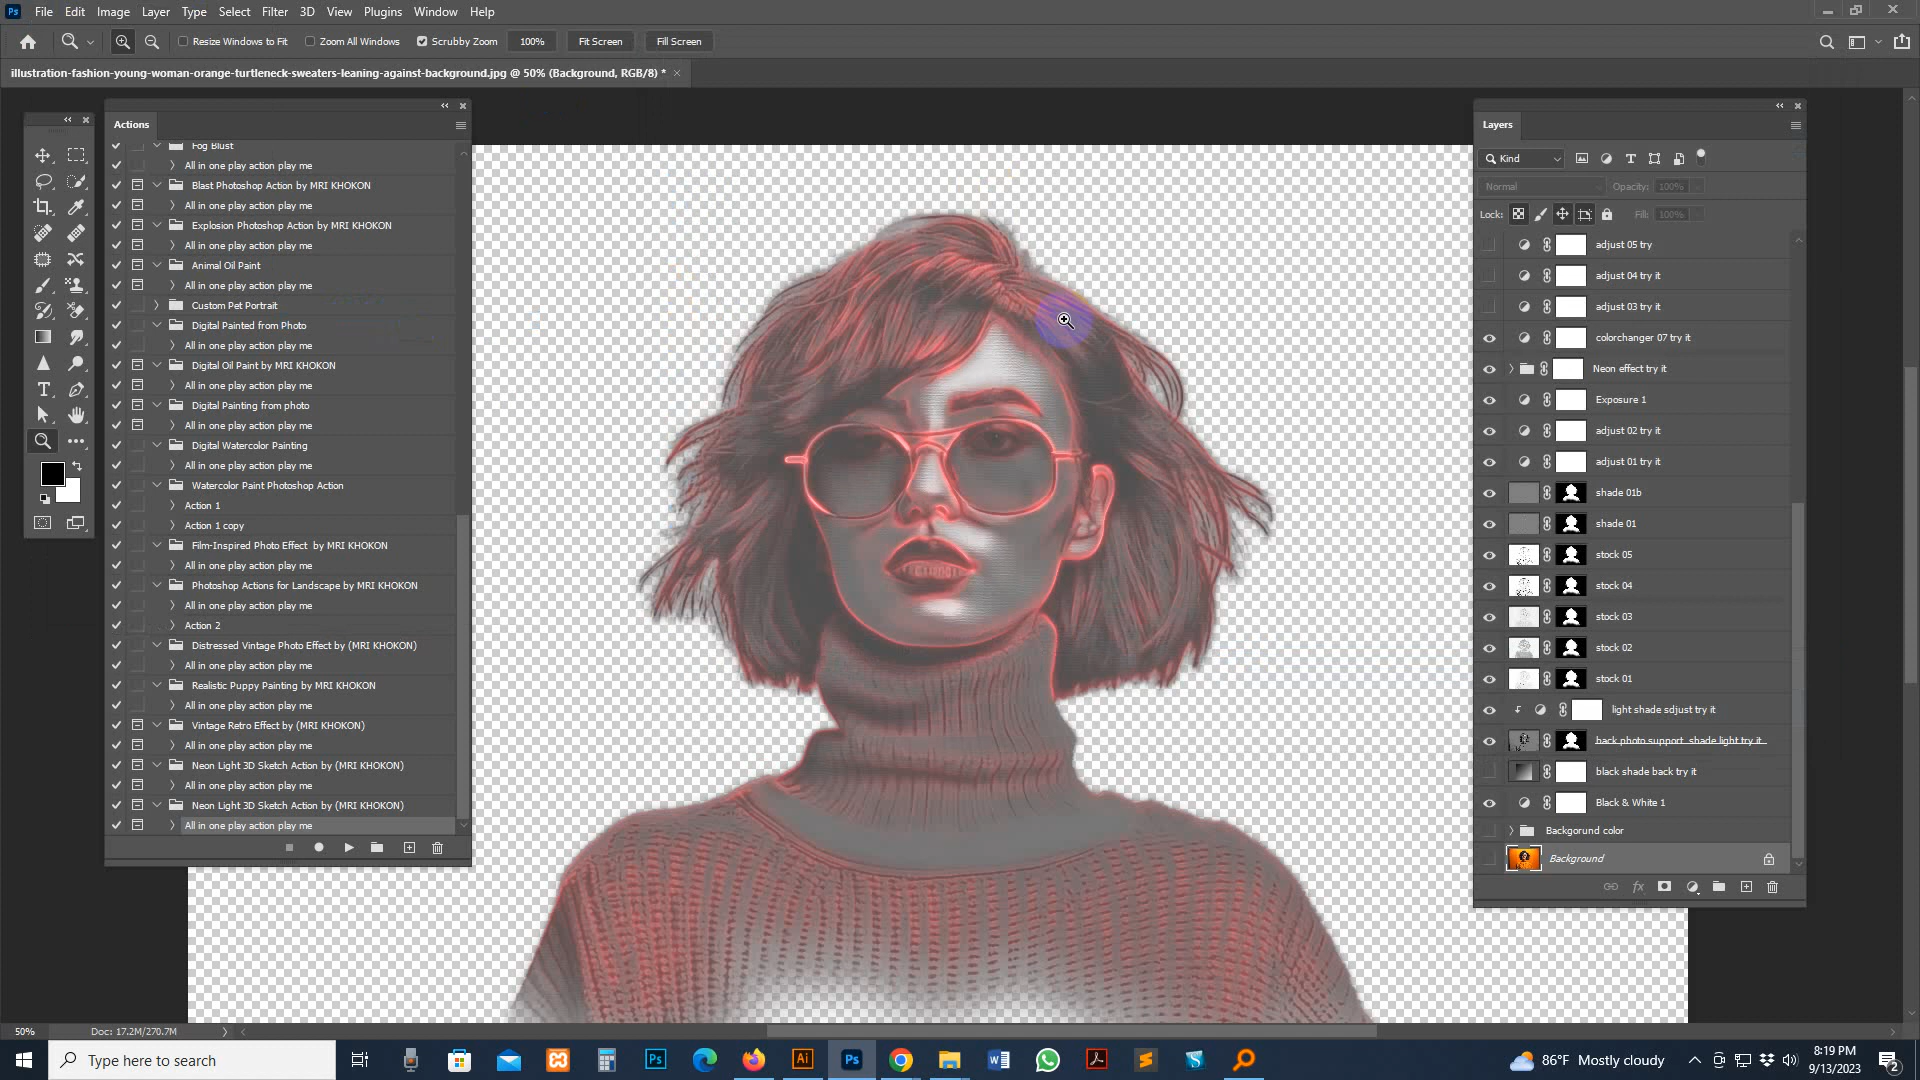 Ps File Edit Image Layer Type Select Filter 3D View Plugins Window Help
Resize Windows to Fit Zoom All Windows Scrubby Zoom 100% Fit Screen Fill Screen
illustration-fashion-young-woman-orange-turtleneck-sweaters-leaning-against-background.jpg @ 50% (Background, RGB/8) *
Actions
Fog Blust
All in one play action play me
Blast Photoshop Action by MRI KHOKON
All in one play action play me
Explosion Photoshop Action by MRI KHOKON
All in one play action play me
Animal Oil Paint
All in one play action play me
Custom Pet Portrait
Digital Painted from Photo
All in one play action play me
Digital Oil Paint by MRI KHOKON
All in one play action play me
Digital Painting from photo
All in one play action play me
Digital Watercolor Painting
All in one play action play me
Watercolor Paint Photoshop Action
Action 1
Action 1 copy
Film-Inspired Photo Effect by MRI KHOKON
All in one play action play me
Photoshop Actions for Landscape by MRI KHOKON
All in one play action play me
Action 2
Distressed Vintage Photo Effect by (MRI KHOKON)
All in one play action play me
Realistic Puppy Painting by MRI KHOKON
All in one play action play me
Vintage Retro Effect by (MRI KHOKON)
All in one play action play me
Neon Light 3D Sketch Action by (MRI KHOKON)
All in one play action play me
Neon Light 3D Sketch Action by (MRI KHOKON)
All in one play action play me
Layers
Kind
Normal Opacity: 100%
Lock: Fill: 100%
adjust 05 try
adjust 04 try it
adjust 03 try it
colorchanger 07 try it
Neon effect try it
Exposure 1
adjust 02 try it
adjust 01 try it
shade 01b
shade 01
stock 05
stock 04
stock 03
stock 02
stock 01
light shade sdjust try it
back photo support shade light try it
black shade back try it
Black & White 1
Backgorund color
Background
fx
50% Doc: 17.2M/270.7M
Type here to search
Ps
Ai
Ps
86°F Mostly cloudy
8:19 PM
9/13/2023
2